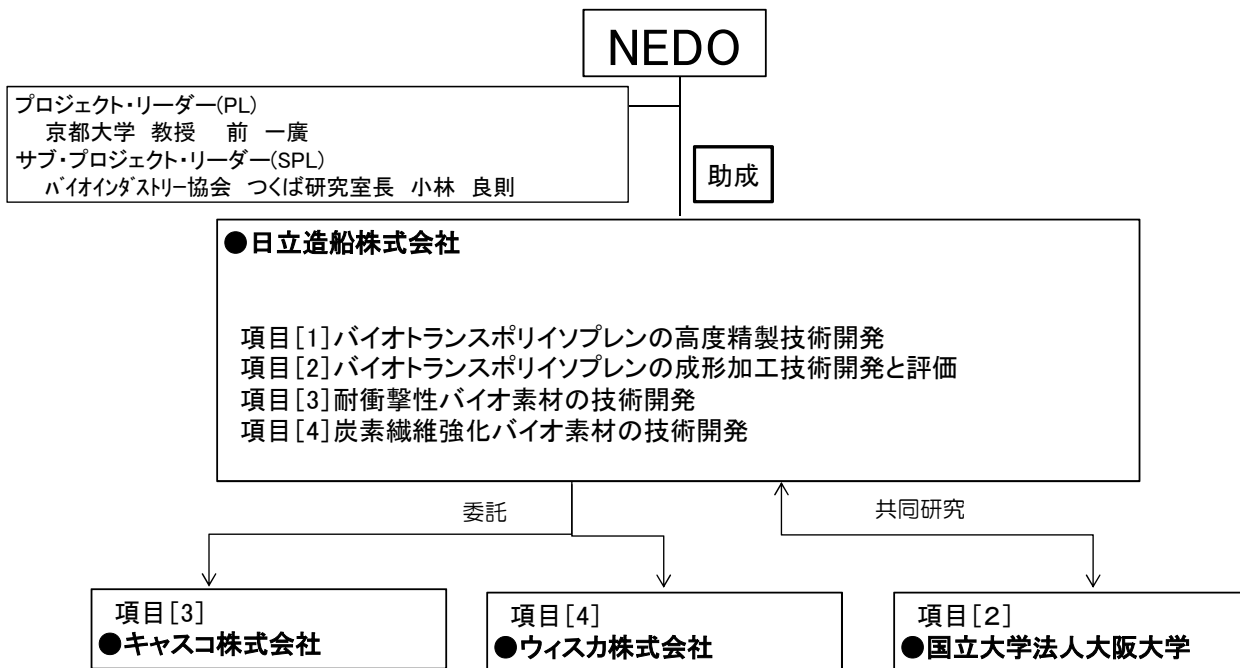 NEDO
プロジェクト・リーダー(PL)
京都大学 教授 前 一廣
サブ・プロジェクト・リーダー(SPL)
バイオインダストリー協会 つくば研究室長 小林 良則
助成
●日立造船株式会社
項目[1]バイオトランスポリイソプレンの高度精製技術開発
項目[2]バイオトランスポリイソプレンの成形加工技術開発と評価
項目[3]耐衝撃性バイオ素材の技術開発
項目[4]炭素繊維強化バイオ素材の技術開発
委託
共同研究
項目[3]
●キャスコ株式会社
項目[4]
●ウィスカ株式会社
項目[2]
●国立大学法人大阪大学